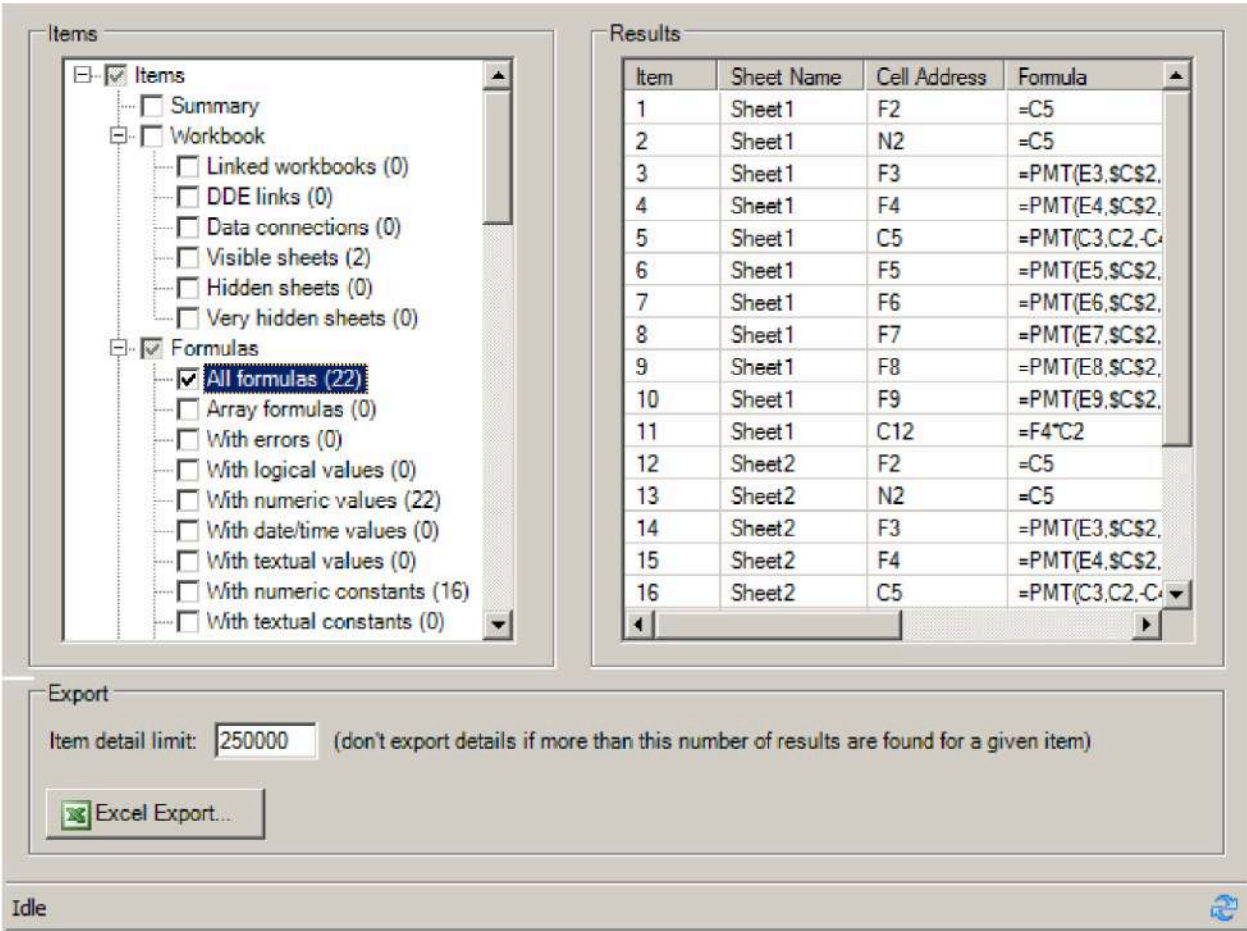 Items
Items
Summary
Workbook
Linked workbooks (0)
DDE links (0)
Data connections (0)
Visible sheets (2)
Hidden sheets (0)
Very hidden sheets (0)
Formulas
All formulas (22)
Array formulas (0)
With errors (0)
With logical values (0)
With numeric values (22)
With date/time values (0)
With textual values (0)
With numeric constants (16)
With textual constants (0)
Results
Item Sheet Name Cell Address Formula
1 Sheet1 F2 =C5
2 Sheet1 N2 =C5
3 Sheet1 F3 =PMT(E3,$C$2,
4 Sheet1 F4 =PMT(E4,$C$2,
5 Sheet1 C5 =PMT(C3,C2,-C4
6 Sheet1 F5 =PMT(E5,$C$2,
7 Sheet1 F6 =PMT(E6,$C$2,
8 Sheet1 F7 =PMT(E7,$C$2,
9 Sheet1 F8 =PMT(E8,$C$2,
10 Sheet1 F9 =PMT(E9,$C$2,
11 Sheet1 C12 =F4*C2
12 Sheet2 F2 =C5
13 Sheet2 N2 =C5
14 Sheet2 F3 =PMT(E3,$C$2,
15 Sheet2 F4 =PMT(E4,$C$2,
16 Sheet2 C5 =PMT(C3,C2,-C4
Export
Item detail limit: 250000 (don't export details if more than this number of results are found for a given item)
Excel Export...
Idle